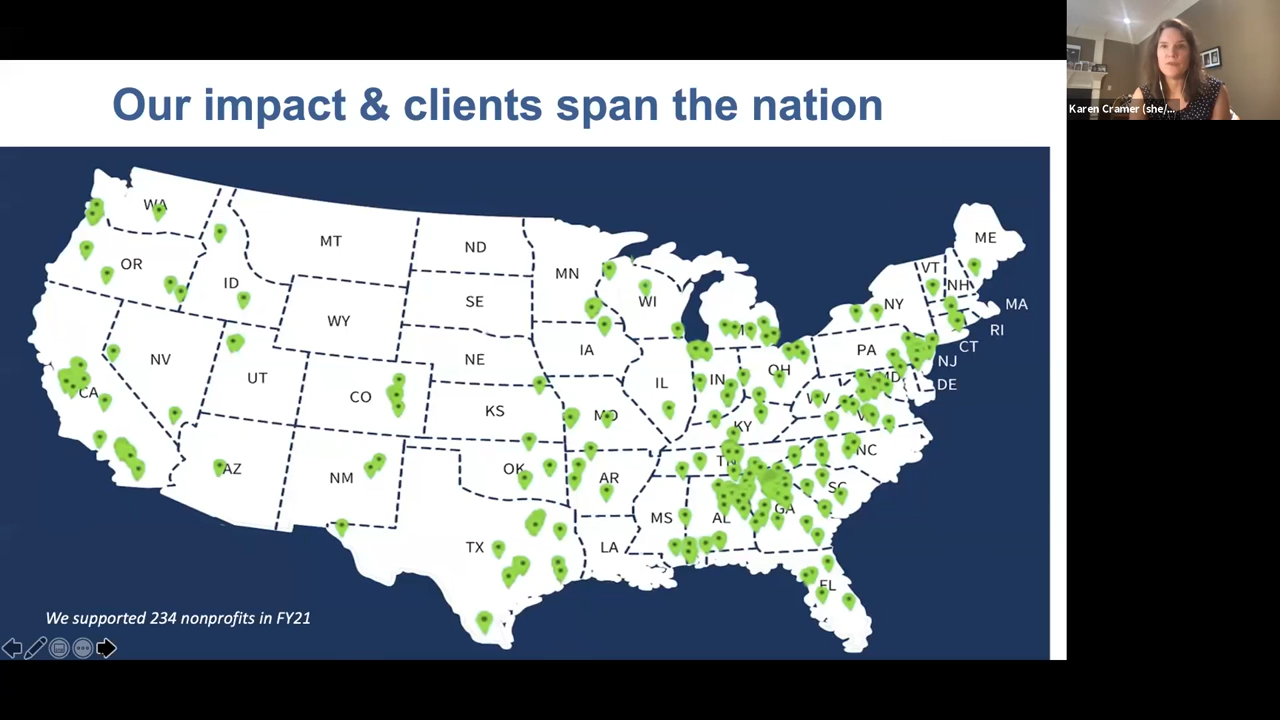 Our impact & clients span the nation
Karen Cramer (she/...
WA
MT
ND
MN
ME
OR
ID
SE
WI
VT
NH
WY
NY
MA
RI
NV
IA
PA
CT
UT
NE
IL
IN
OH
NJ
DE
CA
CO
KS
MO
WV
MD
KY
AZ
NM
OK
AR
TN
NC
SC
TX
LA
MS
AL
GA
FL
We supported 234 nonprofits in FY21